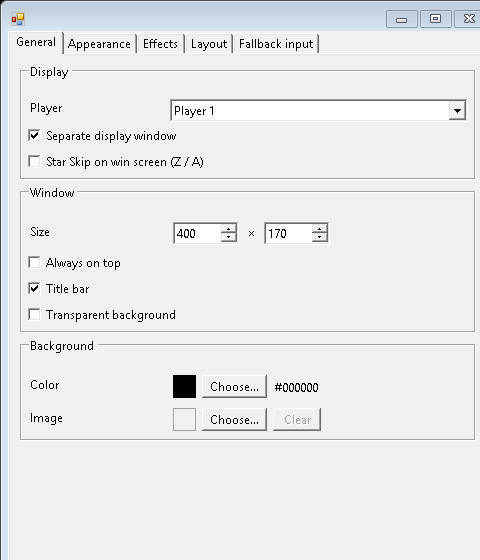 General Appearance Effects Layout Fallback input
Display
Player Player 1
Separate display window
Star Skip on win screen (Z / A)
Window
Size 400 × 170
Always on top
Title bar
Transparent background
Background
Color Choose... #000000
Image Choose... Clear